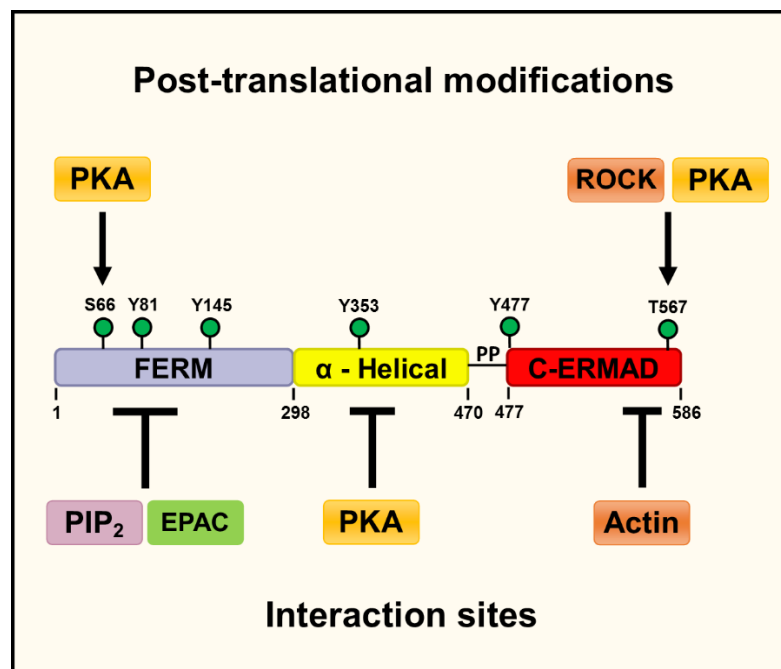 Post-translational modifications
PKA
ROCK PKA
S66 Y81 Y145 Y353 Y477 T567
FERM α - Helical PP C-ERMAD
1 298 470 477 586
PIP₂ EPAC PKA Actin
Interaction sites